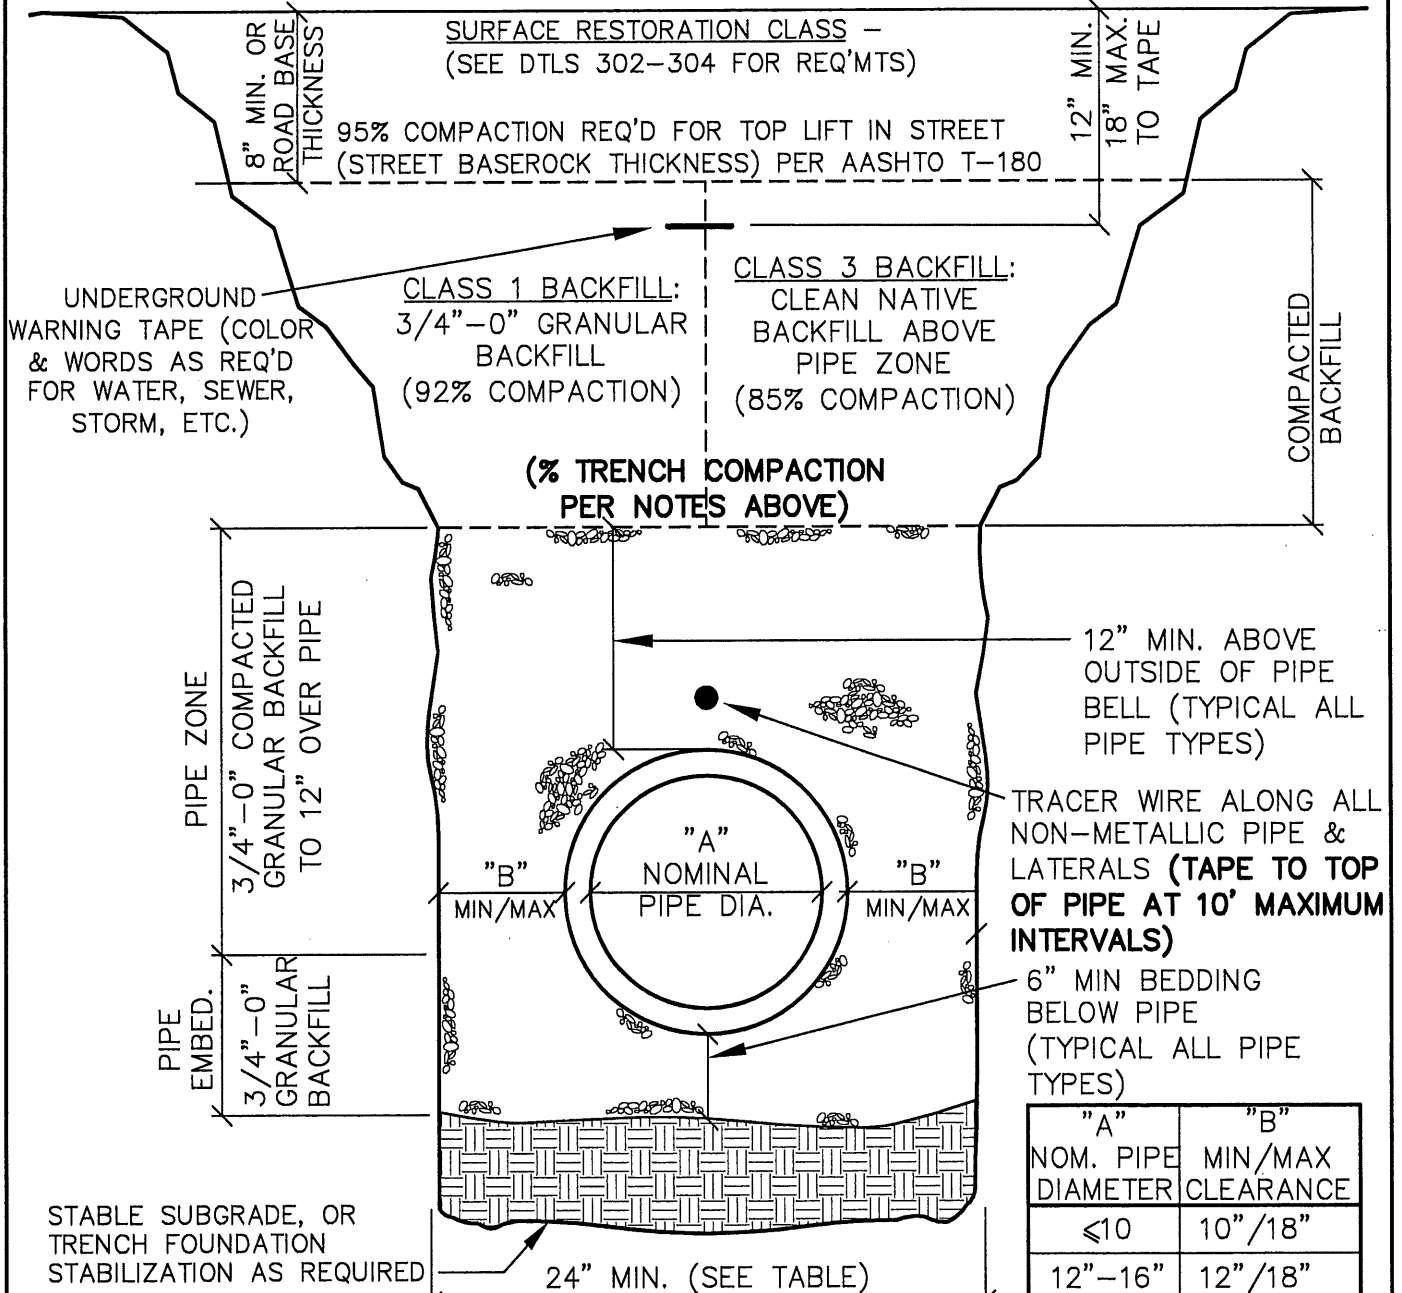 8” MIN. OR
ROAD BASE
THICKNESS
SURFACE RESTORATION CLASS –
(SEE DTLS 302–304 FOR REQ'MTS)
12” MIN.
18” MAX.
TO TAPE
95% COMPACTION REQ'D FOR TOP LIFT IN STREET
(STREET BASEROCK THICKNESS) PER AASHTO T–180
UNDERGROUND
WARNING TAPE (COLOR
& WORDS AS REQ'D
FOR WATER, SEWER,
STORM, ETC.)
CLASS 1 BACKFILL:
3/4”–0” GRANULAR
BACKFILL
(92% COMPACTION)
CLASS 3 BACKFILL:
CLEAN NATIVE
BACKFILL ABOVE
PIPE ZONE
(85% COMPACTION)
COMPACTED
BACKFILL
(% TRENCH COMPACTION
PER NOTES ABOVE)
PIPE ZONE
3/4”–0” COMPACTED
GRANULAR BACKFILL
TO 12” OVER PIPE
12” MIN. ABOVE
OUTSIDE OF PIPE
BELL (TYPICAL ALL
PIPE TYPES)
TRACER WIRE ALONG ALL
NON–METALLIC PIPE &
LATERALS (TAPE TO TOP
OF PIPE AT 10' MAXIMUM
INTERVALS)
”B”
MIN/MAX
”A”
NOMINAL
PIPE DIA.
”B”
MIN/MAX
PIPE
EMBED.
3/4”–0”
GRANULAR
BACKFILL
6” MIN BEDDING
BELOW PIPE
(TYPICAL ALL PIPE
TYPES)
STABLE SUBGRADE, OR
TRENCH FOUNDATION
STABILIZATION AS REQUIRED
24” MIN. (SEE TABLE)
”A” ”B”
NOM. PIPE MIN/MAX
DIAMETER CLEARANCE
⩽10 10”/18”
12”–16” 12”/18”